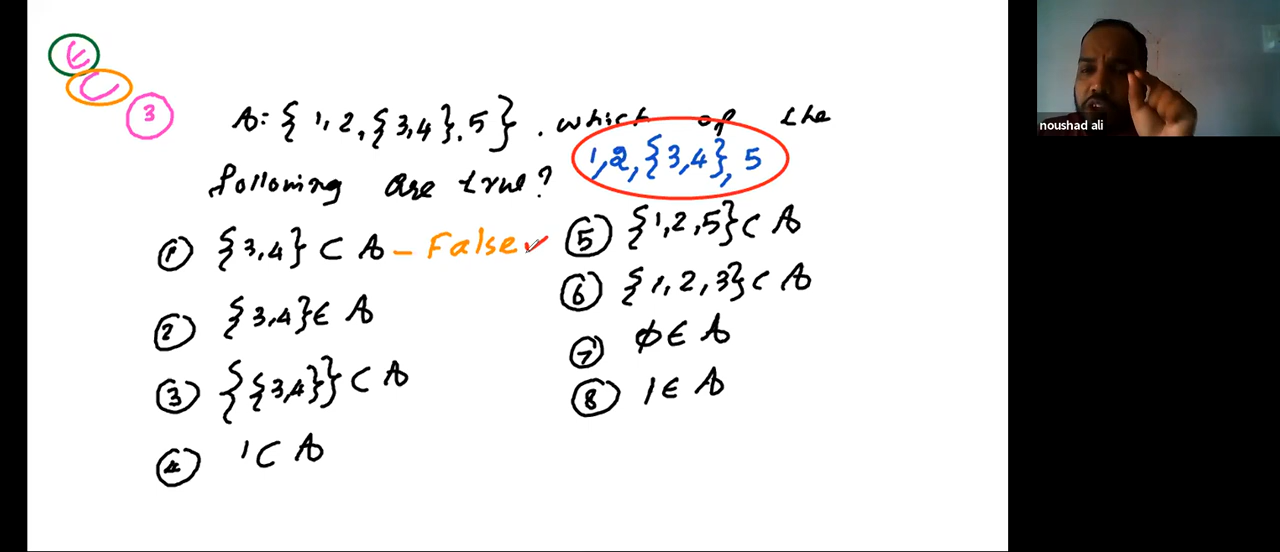 ∈
⊂
③
A: {1, 2, {3, 4}, 5}. which of the
following are true?
1, 2, {3, 4}, 5
① {3, 4} ⊂ A – False ✓
② {3, 4} ∈ A
③ {{3, 4}} ⊂ A
④ 1 ⊂ A
⑤ {1, 2, 5} ⊂ A
⑥ {1, 2, 3} ⊂ A
⑦ ϕ ∈ A
⑧ 1 ∈ A
noushad ali